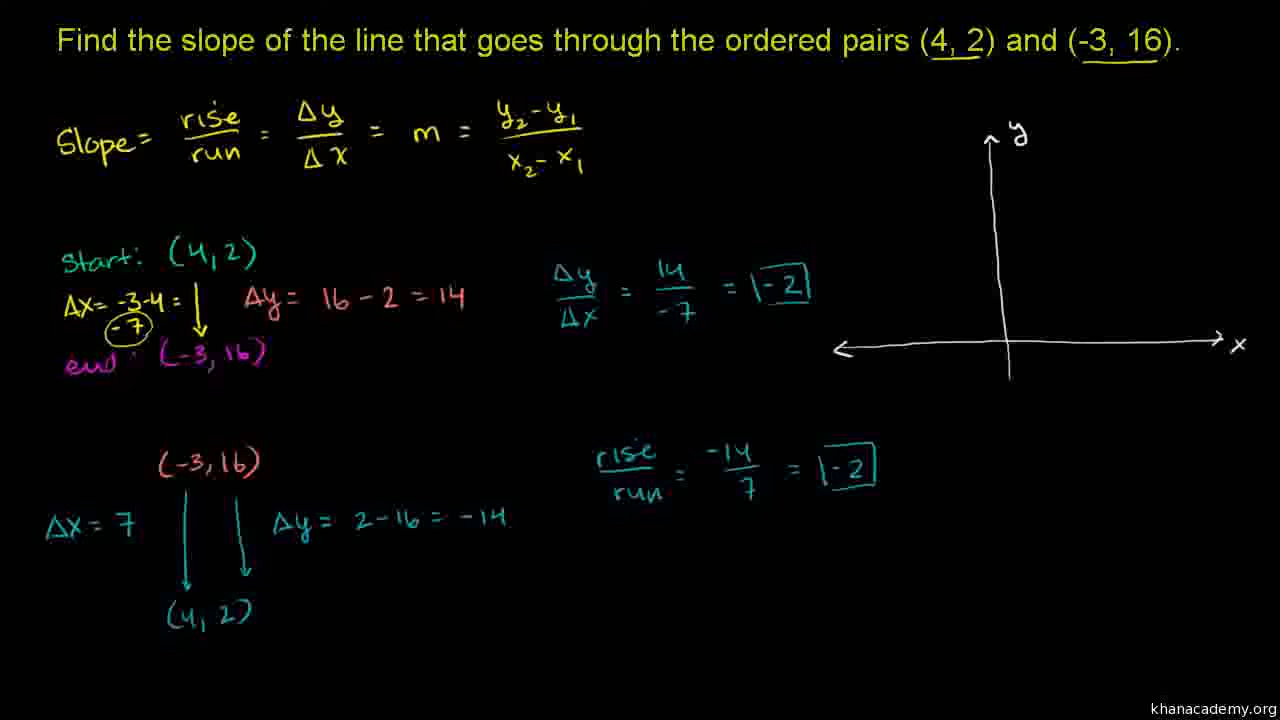 Find the slope of the line that goes through the ordered pairs (4, 2) and (-3, 16).
Slope = rise/run = Δy/Δx = m = y₂-y₁/x₂-x₁
y
start: (4,2)
Δx = -3-4 = -7
Δy = 16 - 2 = 14
end: (-3, 16)
Δy/Δx = 14/-7 = -2
x
(-3, 16)
Δx = 7
Δy = 2-16 = -14
(4, 2)
rise/run = -14/7 = -2
khanacademy.org